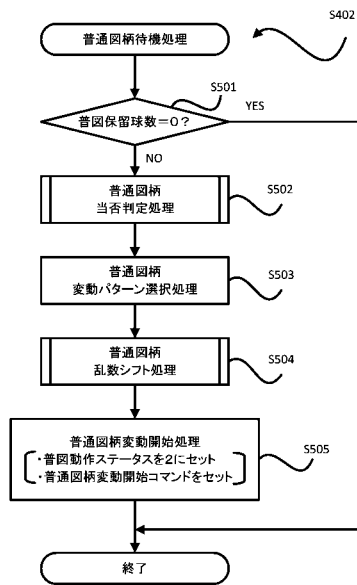 普通図柄待機処理
S402
S501
普図保留球数=0?
YES
NO
普通図柄
当否判定処理
S502
普通図柄
変動パターン選択処理
S503
普通図柄
乱数シフト処理
S504
普通図柄変動開始処理
・普図動作ステータスを2にセット
・普通図柄変動開始コマンドをセット
S505
終了